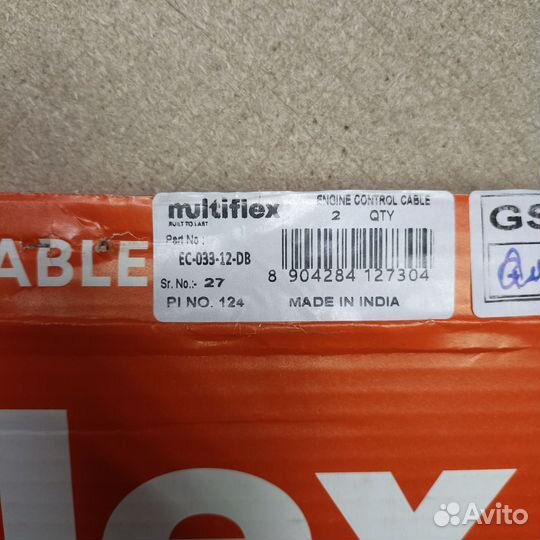 multiflex
BUILT TO LAST
ENGINE CONTROL CABLE
2 QTY
Part No :
EC-033-12-DB
8 904284 127304
Sr. No.:- 27
PI NO. 124
MADE IN INDIA
ABLE
GS
lex
Avito